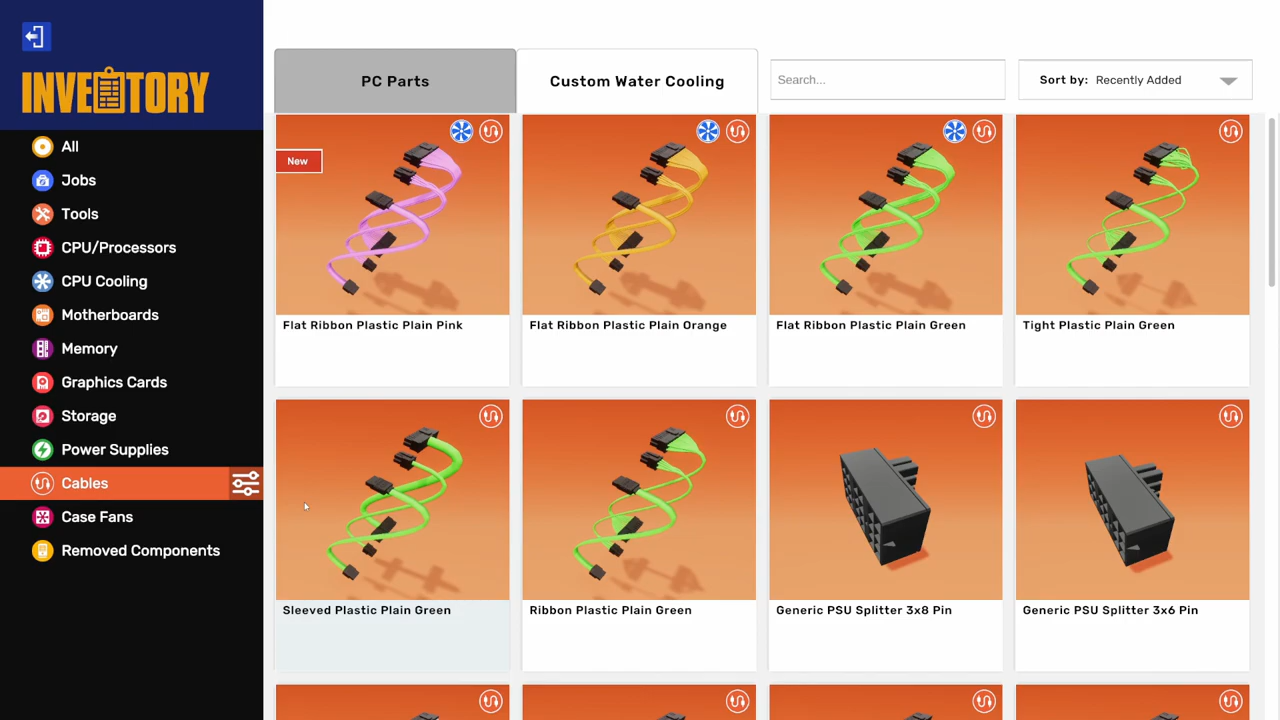 INVENTORY
All
Jobs
Tools
CPU/Processors
CPU Cooling
Motherboards
Memory
Graphics Cards
Storage
Power Supplies
Cables
Case Fans
Removed Components
PC Parts
Custom Water Cooling
Search...
Sort by: Recently Added
New
Flat Ribbon Plastic Plain Pink
Flat Ribbon Plastic Plain Orange
Flat Ribbon Plastic Plain Green
Tight Plastic Plain Green
Sleeved Plastic Plain Green
Ribbon Plastic Plain Green
Generic PSU Splitter 3x8 Pin
Generic PSU Splitter 3x6 Pin